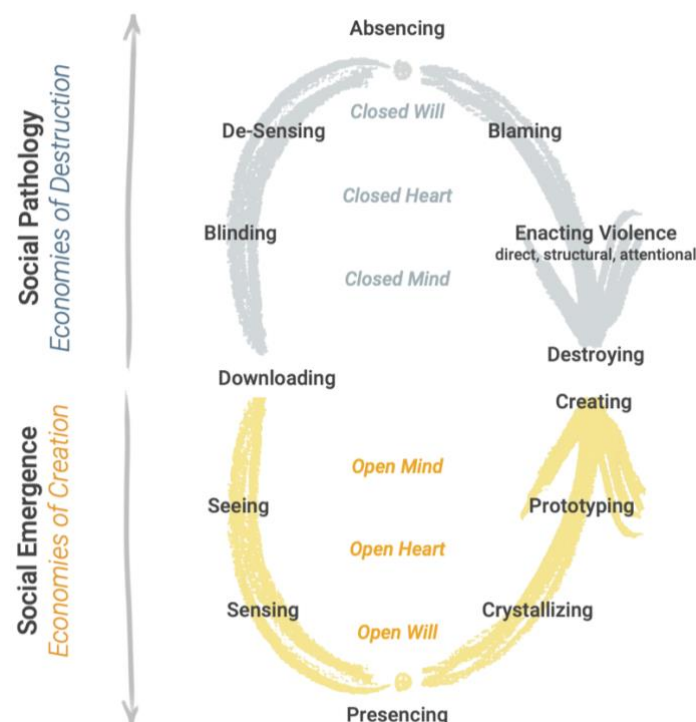 Absencing
Closed Will
De-Sensing
Blaming
Closed Heart
Blinding
Enacting Violence
direct, structural, attentional
Closed Mind
Destroying
Downloading
Creating
Open Mind
Seeing
Prototyping
Open Heart
Sensing
Crystallizing
Open Will
Presencing
Social Pathology
Economies of Destruction
Social Emergence
Economies of Creation